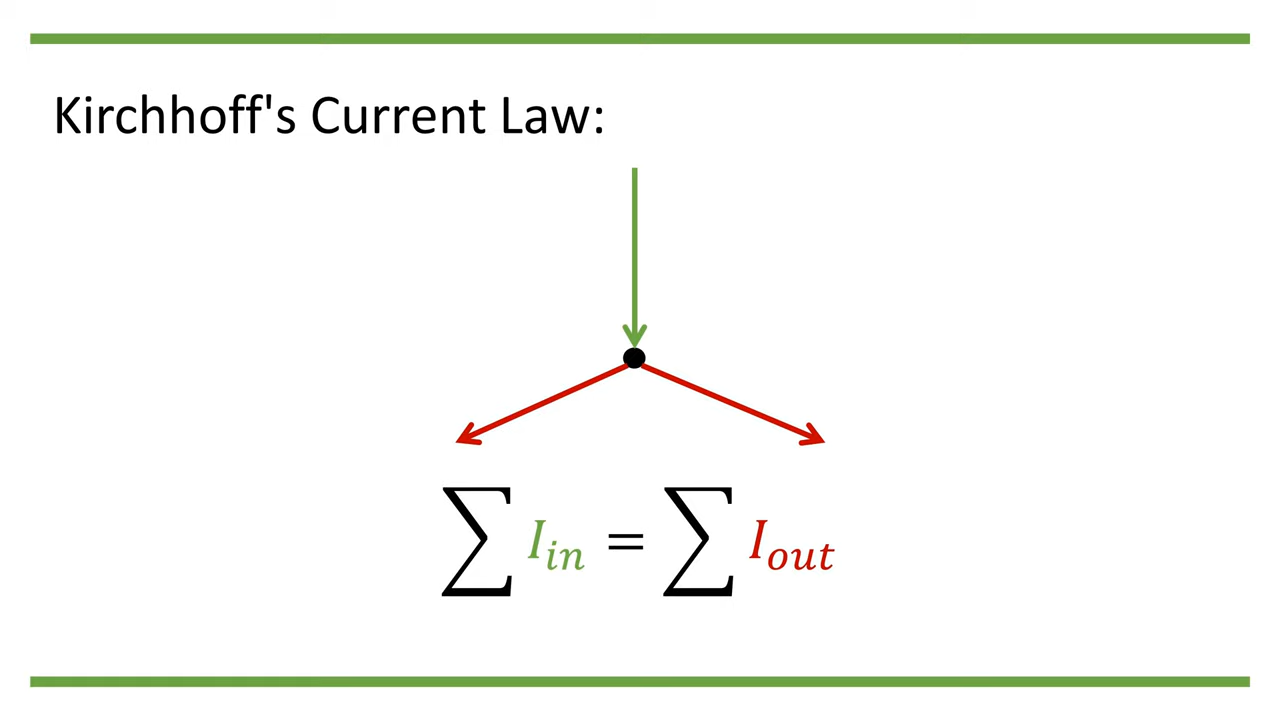 Kirchhoff's Current Law:
∑ I_in = ∑ I_out